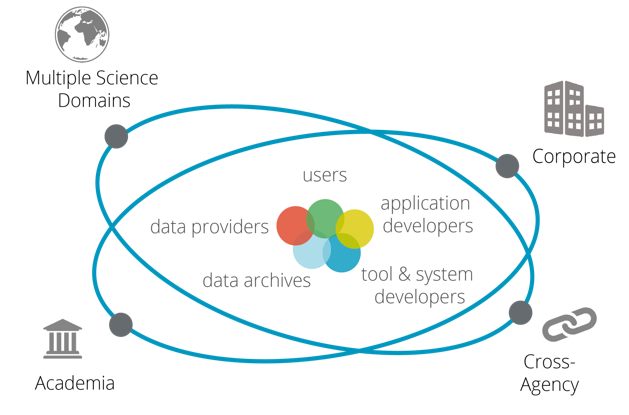 Multiple Science
Domains
Corporate
users
application
developers
data providers
data archives
tool & system
developers
Academia
Cross-
Agency